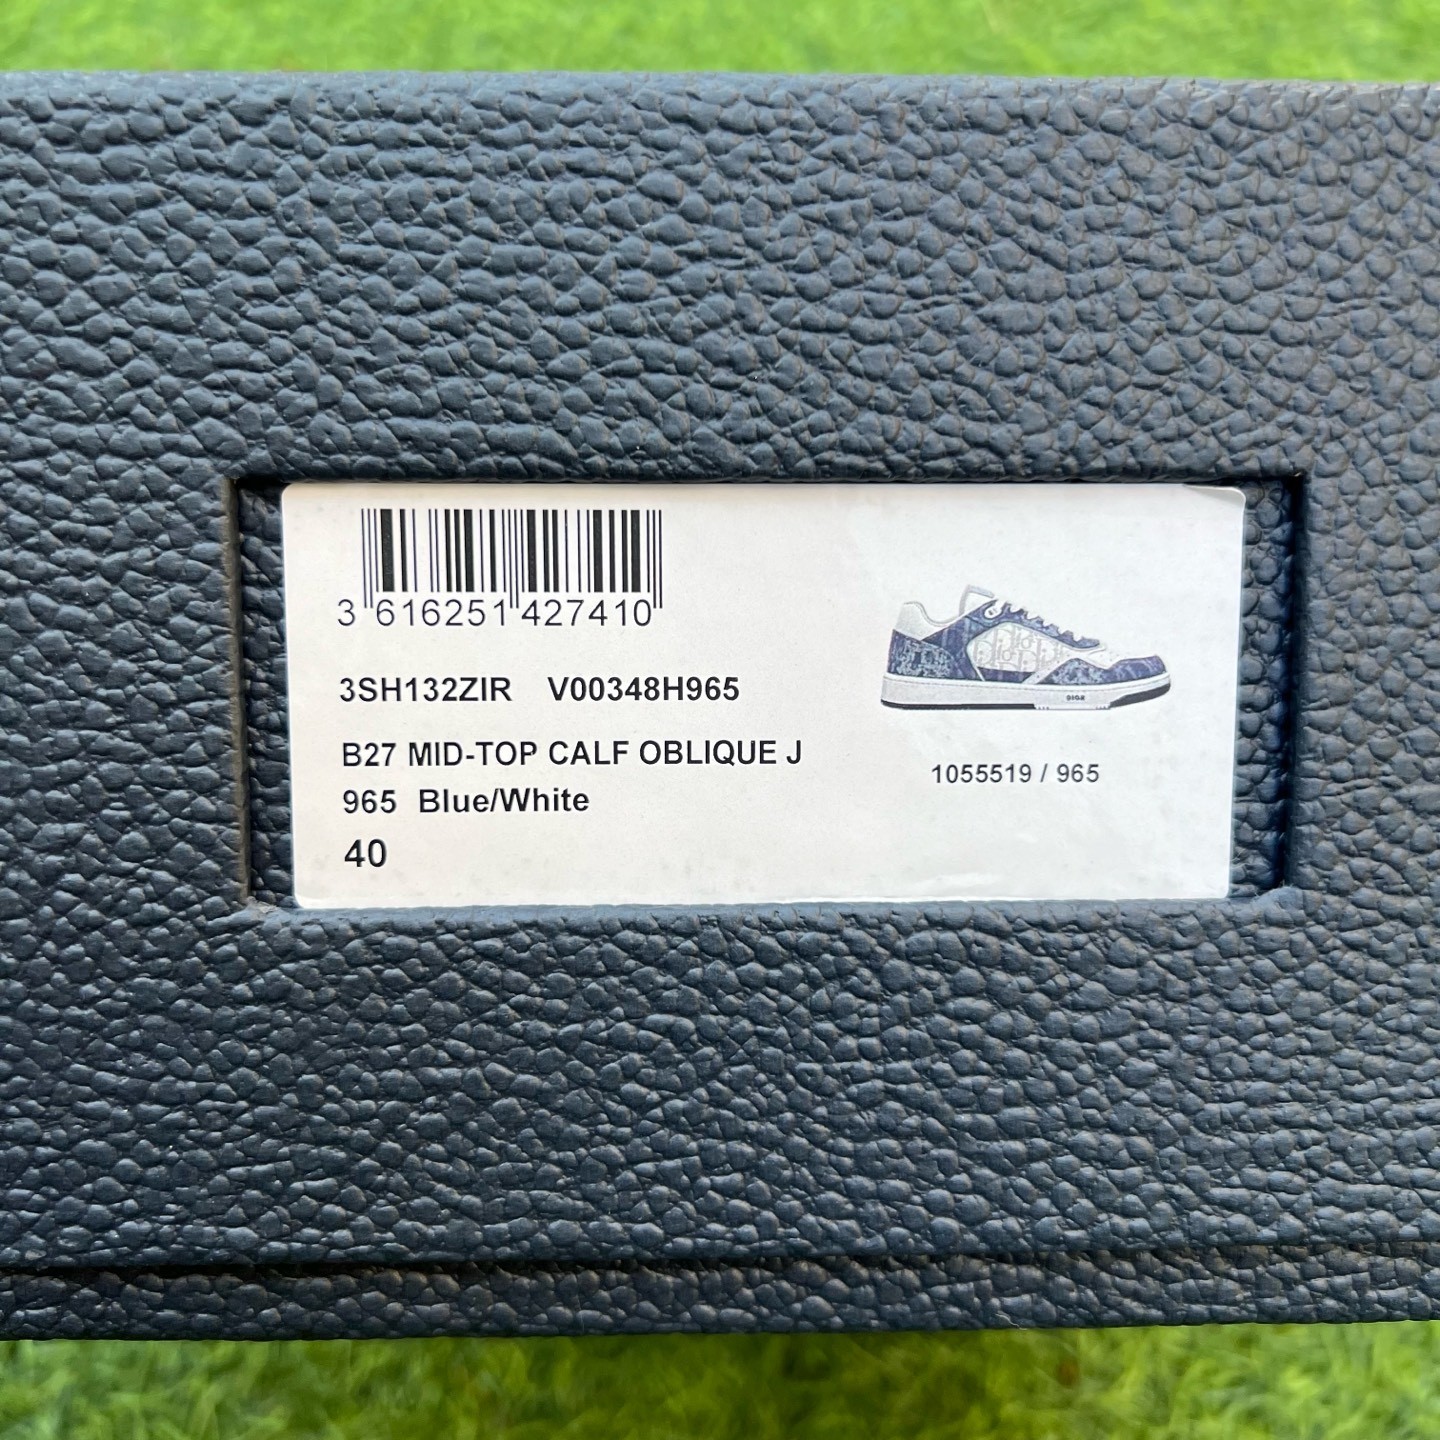 3 616251 427410
3SH132ZIR V00348H965
B27 MID-TOP CALF OBLIQUE J
965 Blue/White
40
1055519 / 965